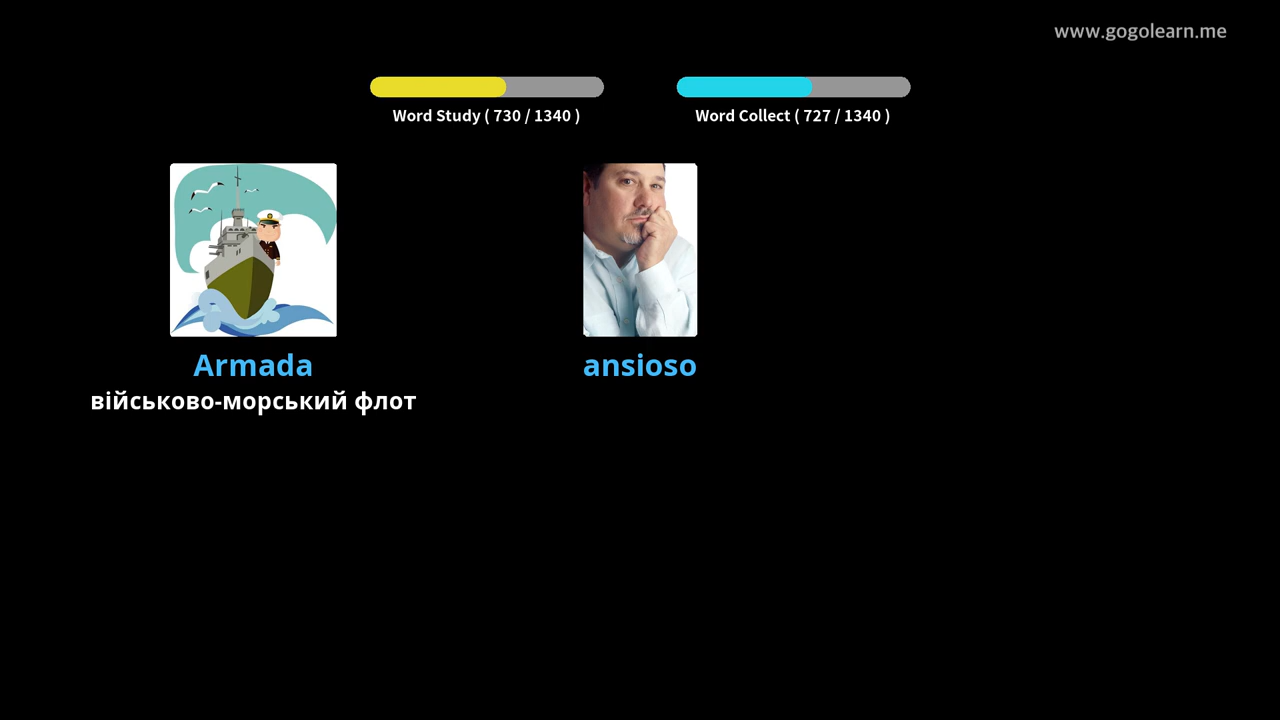 www.gogolearn.me
Word Study ( 730 / 1340 )
Word Collect ( 727 / 1340 )
Armada
ansioso
військово-морський флот